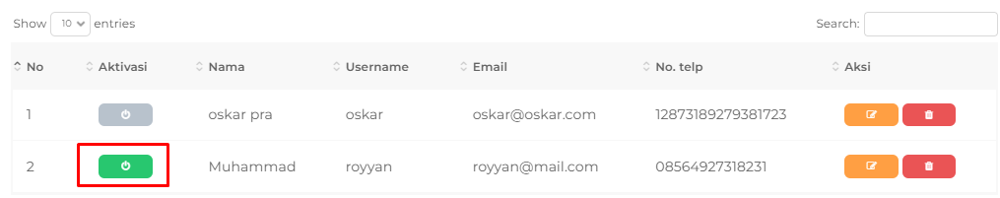 Show 10 entries Search:
No Aktivasi Nama Username Email No. telp Aksi
1 oskar pra oskar oskar@oskar.com 12873189279381723
2 Muhammad royyan royyan@mail.com 08564927318231